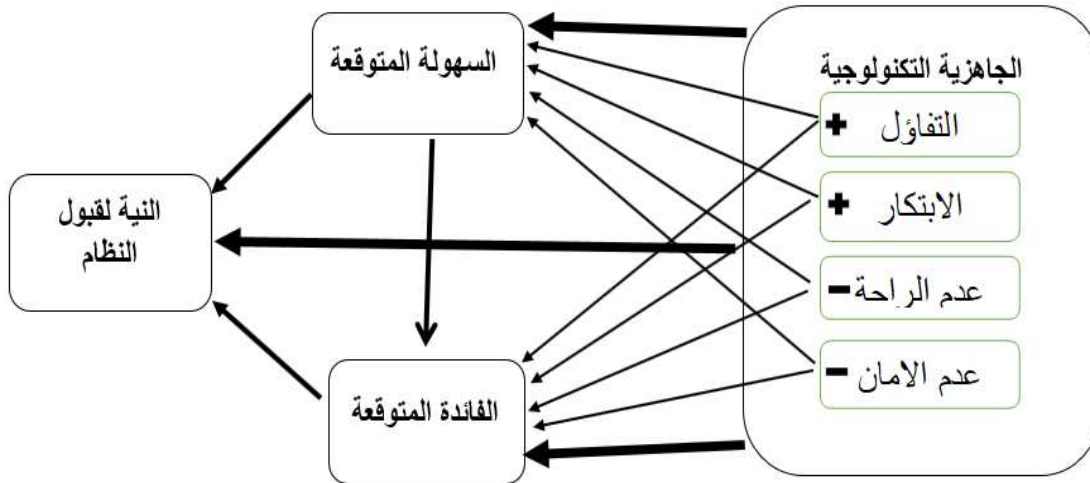 الجاهزية التكنولوجية
+ التفاؤل
+ الابتكار
- عدم الراحة
- عدم الامان
السهولة المتوقعة
الفائدة المتوقعة
النية لقبول
النظام